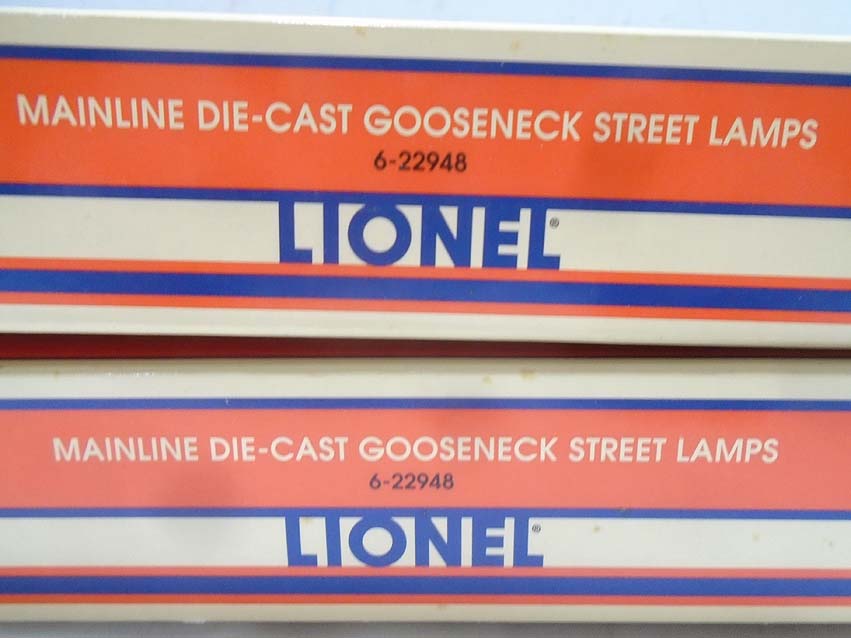 MAINLINE DIE-CAST GOOSENECK STREET LAMPS
6-22948
LIONEL®
MAINLINE DIE-CAST GOOSENECK STREET LAMPS
6-22948
LIONEL®